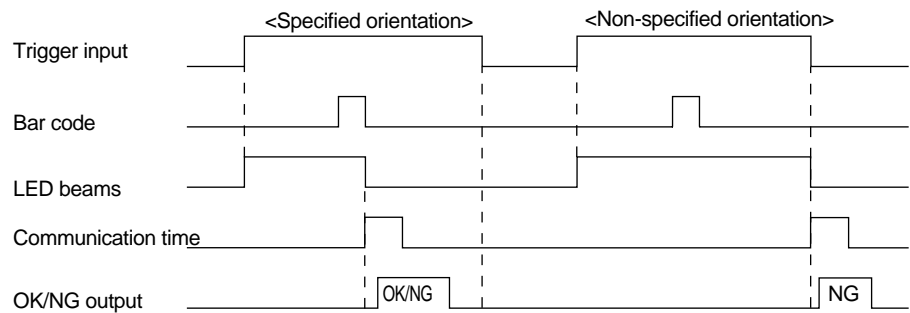 <Specified orientation>
<Non-specified orientation>
Trigger input
Bar code
LED beams
Communication time
OK/NG output
OK/NG
NG